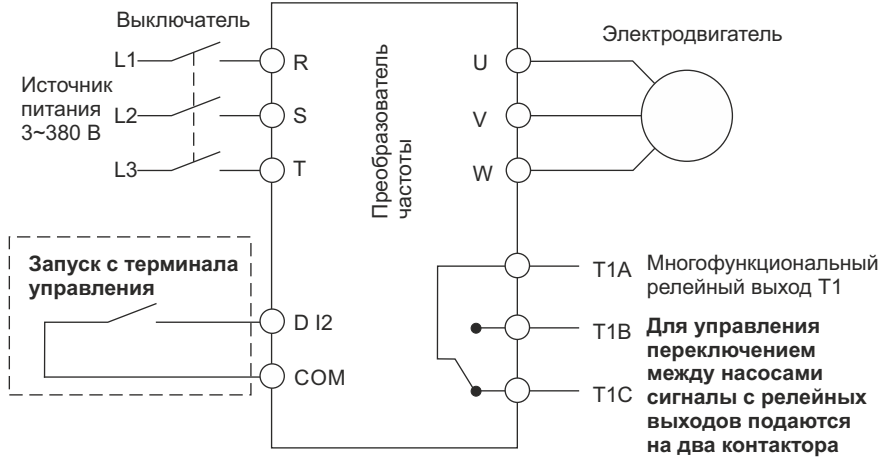 Выключатель
L1
R
Источник
питания
3~380 В
L2
S
L3
T
Преобразователь
частоты
U
V
W
Электродвигатель
Запуск с терминала
управления
D I2
COM
T1A
Многофункциональный
релейный выход T1
T1B
T1C
Для управления
переключением
между насосами
сигналы с релейных
выходов подаются
на два контактора